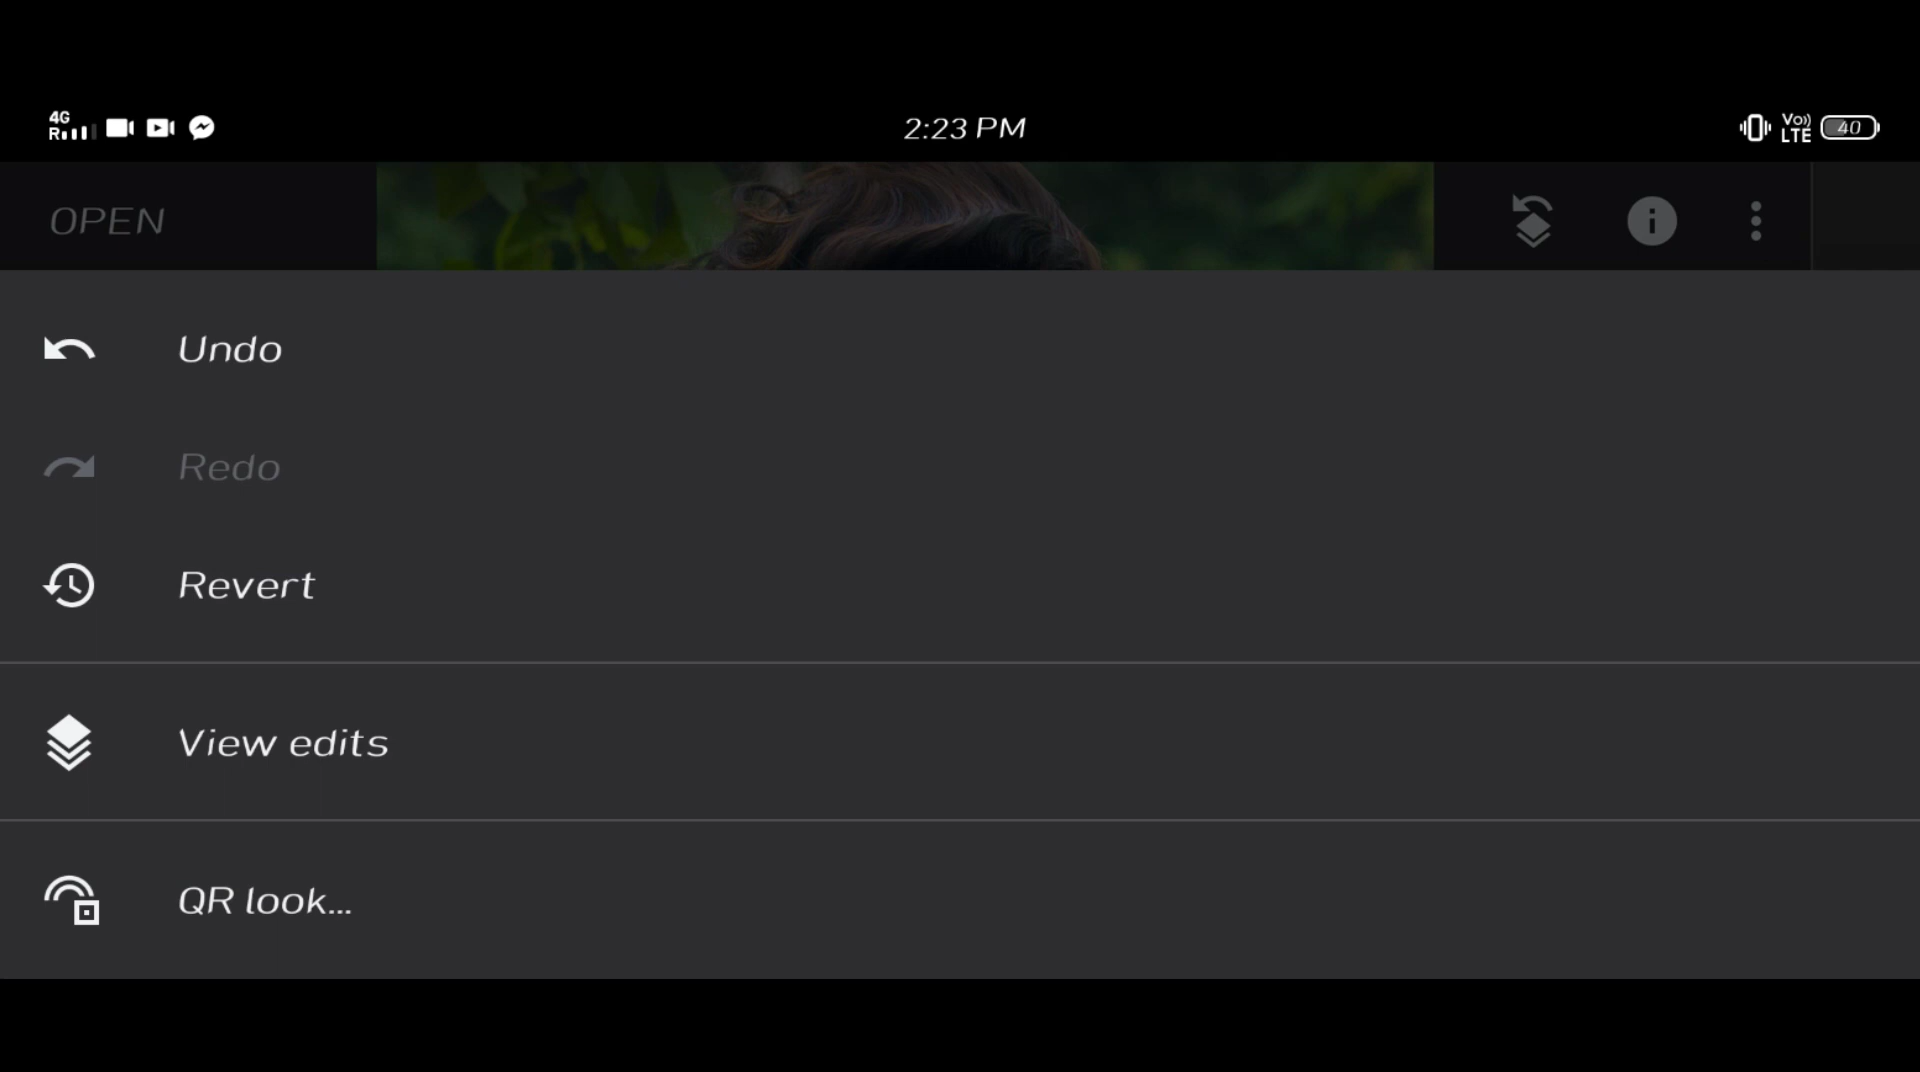 4G
R
2:23 PM
Vo))
LTE
40
OPEN
Undo
Redo
Revert
View edits
QR look...